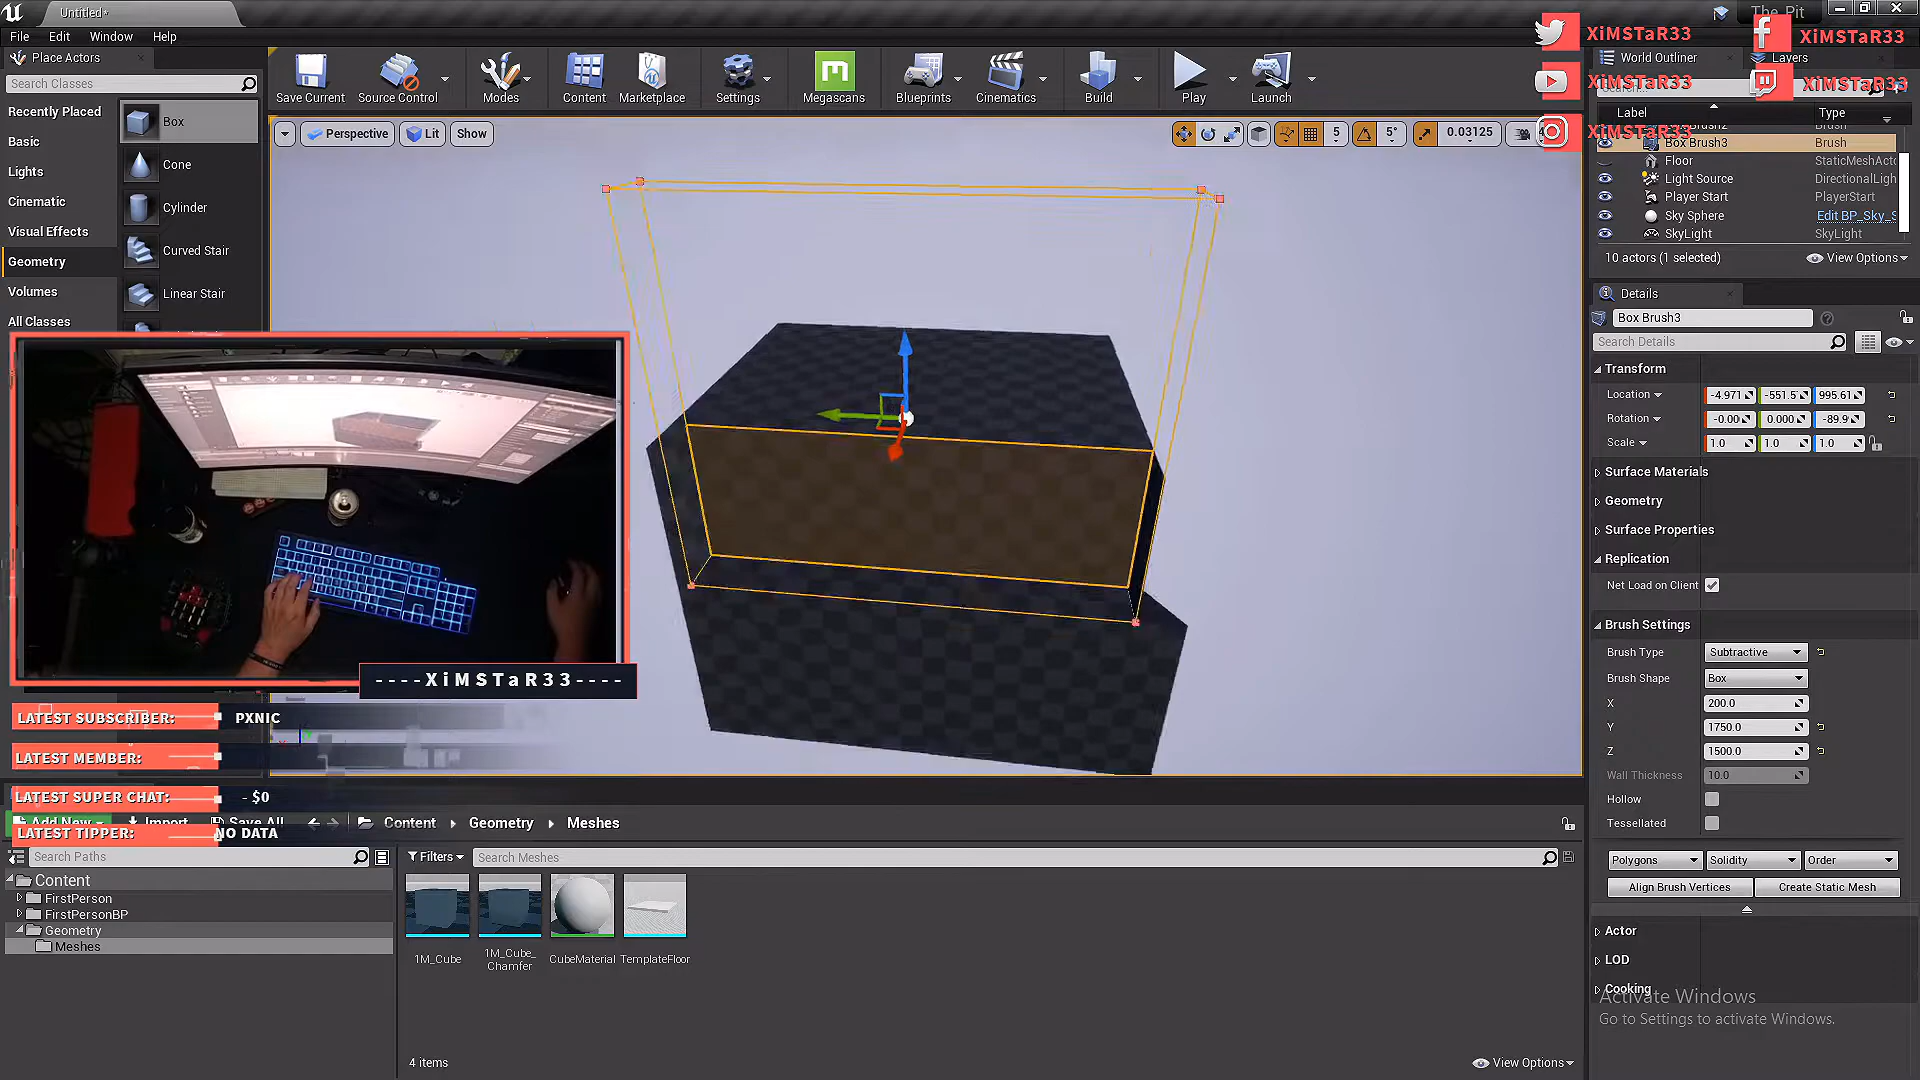 Untitled*
The Pit
File
Edit
Window
Help
XiMSTaR33
XiMSTaR33
XiMSTaR33
XiMSTaR33
XiMSTaR33
Place Actors
Search Classes
Recently Placed
Basic
Lights
Cinematic
Visual Effects
Geometry
Volumes
All Classes
Box
Cone
Cylinder
Curved Stair
Linear Stair
Save Current
Source Control
Modes
Content
Marketplace
Settings
Megascans
Blueprints
Cinematics
Build
Play
Launch
Perspective
Lit
Show
5
5°
0.03125
World Outliner
Layers
Label
Type
Box Brush3
Brush
Floor
StaticMeshActo
Light Source
DirectionalLigh
Player Start
PlayerStart
Sky Sphere
Edit BP_Sky_S
SkyLight
SkyLight
10 actors (1 selected)
View Options
Details
Box Brush3
Search Details
Transform
Location
-4.971
-551.5
995.61
Rotation
-0.00
0.000
-89.9
Scale
1.0
1.0
1.0
Surface Materials
Geometry
Surface Properties
Replication
Net Load on Client
Brush Settings
Brush Type
Subtractive
Brush Shape
Box
X
200.0
Y
1750.0
Z
1500.0
Wall Thickness
10.0
Hollow
Tessellated
Polygons
Solidity
Order
Align Brush Vertices
Create Static Mesh
Actor
LOD
Cooking
Activate Windows
Go to Settings to activate Windows.
----XiMSTaR33----
LATEST SUBSCRIBER:
PXNIC
LATEST MEMBER:
LATEST SUPER CHAT:
- $0
LATEST TIPPER:
NO DATA
Add New
Import
Save All
Content
Geometry
Meshes
Search Paths
Filters
Search Meshes
Content
FirstPerson
FirstPersonBP
Geometry
Meshes
1M_Cube
1M_Cube_
Chamfer
CubeMaterial
TemplateFloor
4 items
View Options